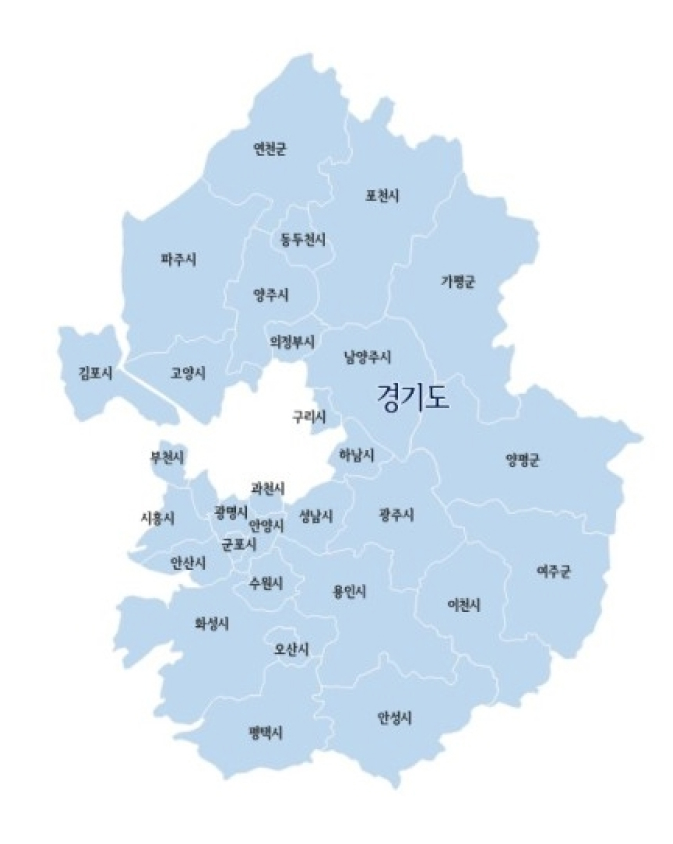 연천군
포천시
동두천시
파주시
가평군
양주시
의정부시
남양주시
김포시
고양시
경기도
구리시
하남시
부천시
양평군
과천시
광명시
시흥시
안양시
성남시
광주시
군포시
안산시
여주군
수원시
용인시
이천시
화성시
오산시
안성시
평택시